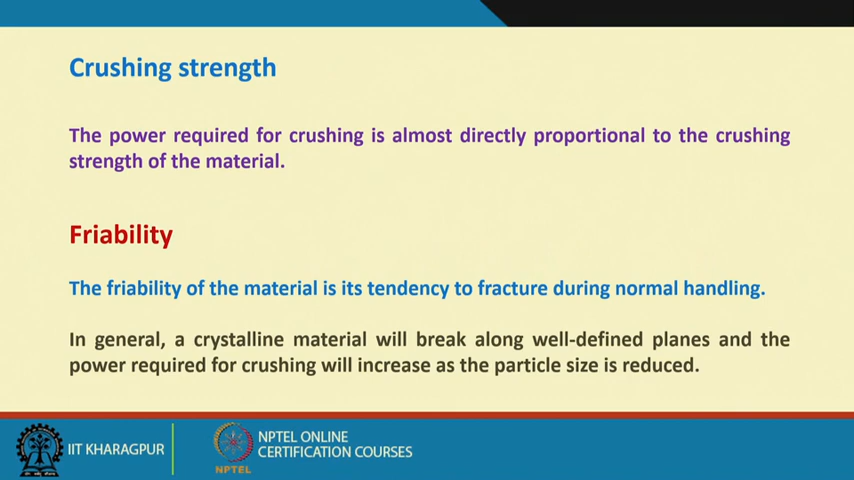 Crushing strength
The power required for crushing is almost directly proportional to the crushing
strength of the material.
Friability
The friability of the material is its tendency to fracture during normal handling.
In general, a crystalline material will break along well-defined planes and the
power required for crushing will increase as the particle size is reduced.
IIT KHARAGPUR
NPTEL
NPTEL ONLINE
CERTIFICATION COURSES